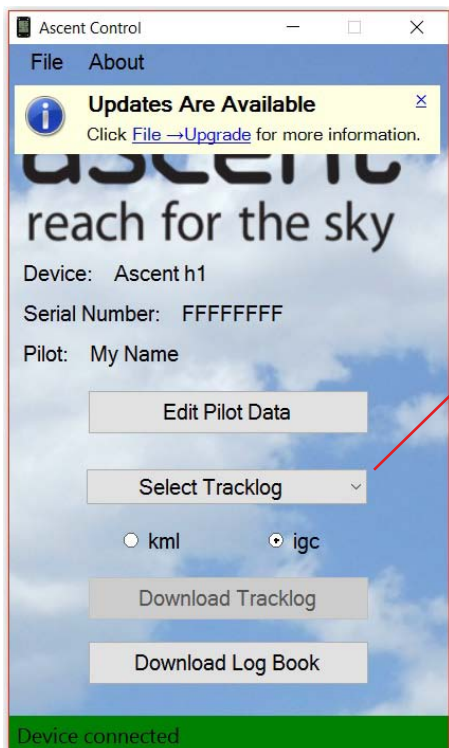 Ascent Control
File About
Updates Are Available x
Click File →Upgrade for more information.
ascent
reach for the sky
Device: Ascent h1
Serial Number: FFFFFFFF
Pilot: My Name
Edit Pilot Data
Select Tracklog
kml igc
Download Tracklog
Download Log Book
Device connected